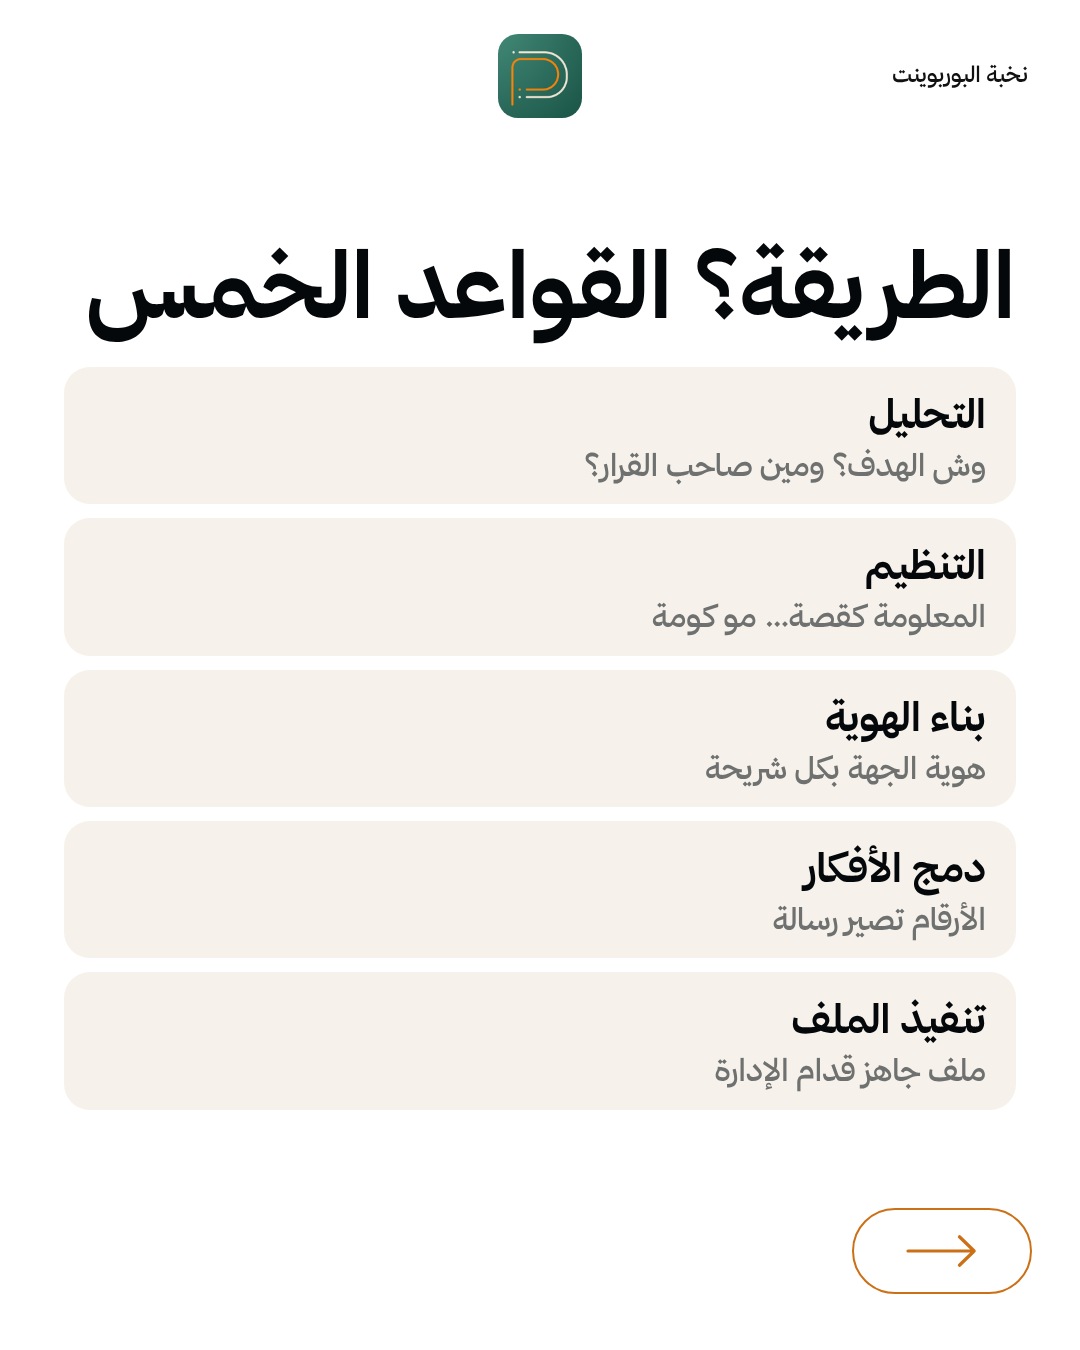 نخبة البوربوينت
الطريقة؟ القواعد الخمس
التحليل
وش الهدف؟ ومين صاحب القرار؟
التنظيم
المعلومة كقصة... مو كومة
بناء الهوية
هوية الجهة بكل شريحة
دمج الأفكار
الأرقام تصير رسالة
تنفيذ الملف
ملف جاهز قدام الإدارة